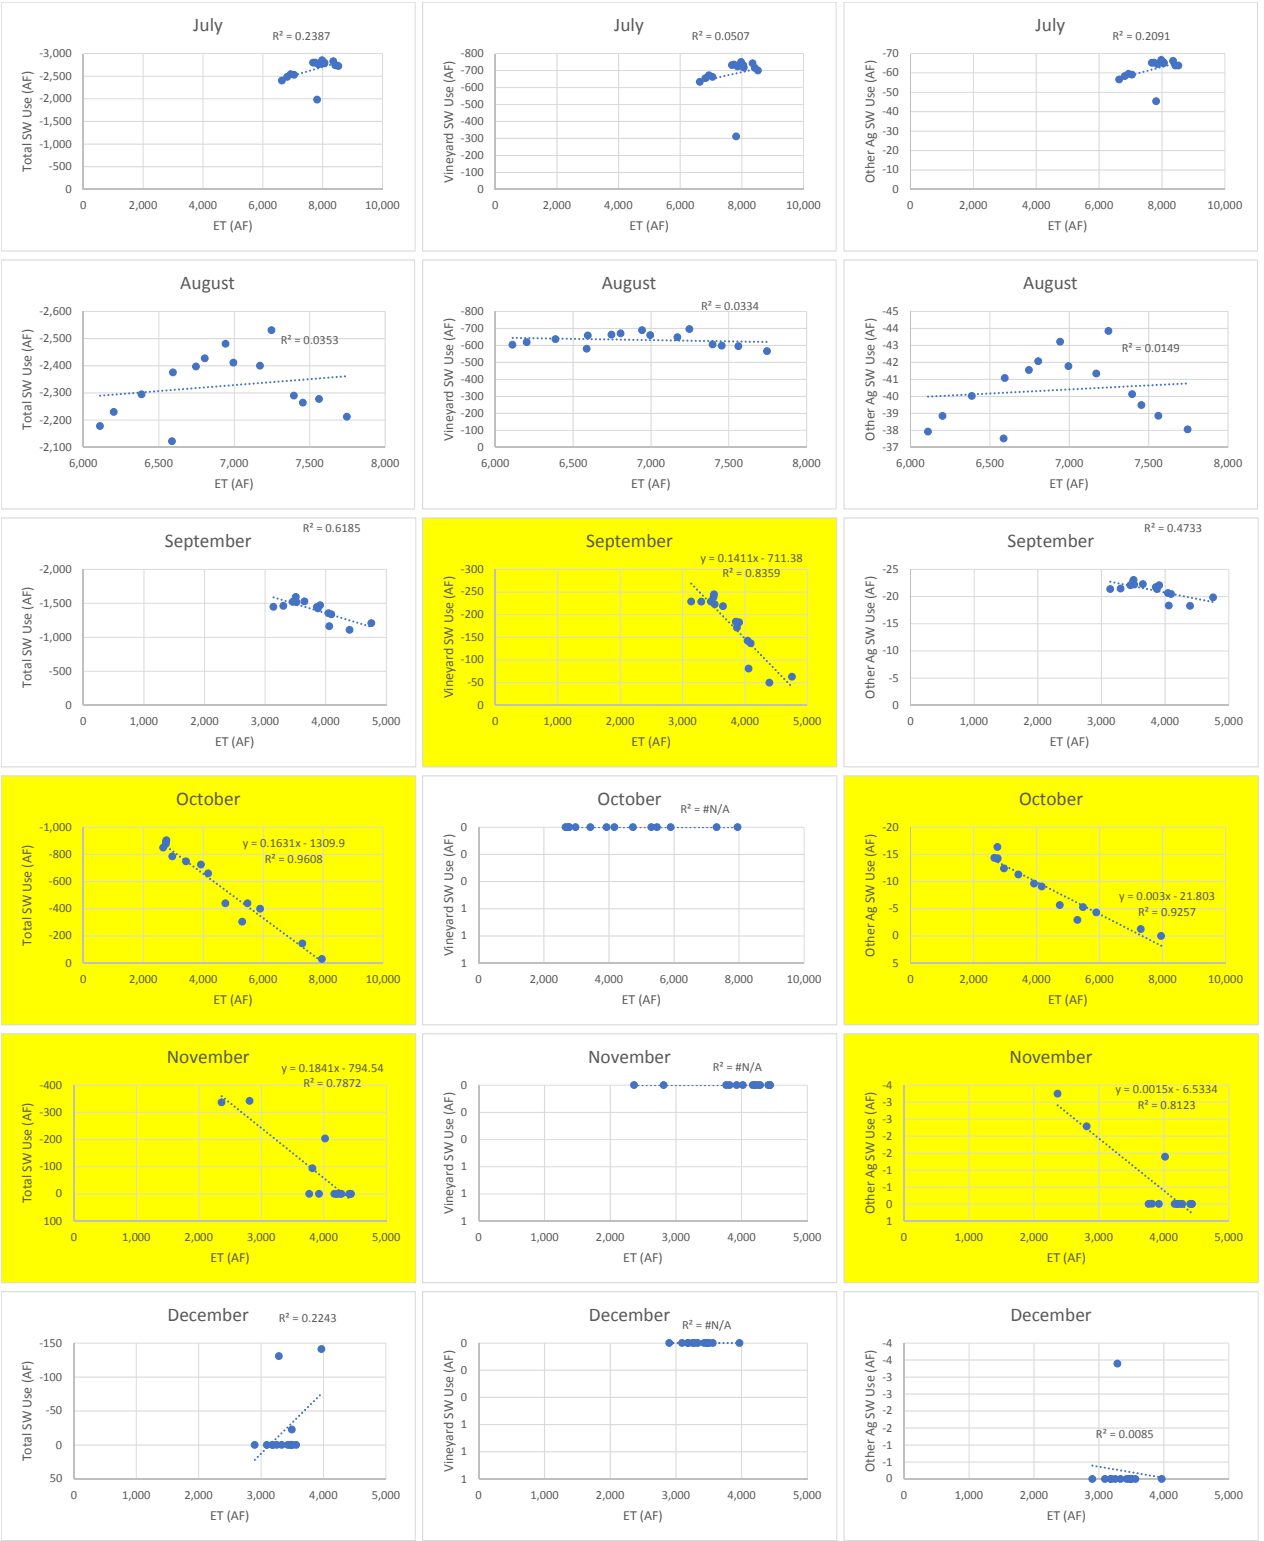 July
R² = 0.2387
Total SW Use (AF)
-3,000
-2,500
-2,000
-1,500
-1,000
-500
0
0 2,000 4,000 6,000 8,000 10,000
ET (AF)
July
R² = 0.0507
Vineyard SW Use (AF)
-800
-700
-600
-500
-400
-300
-200
-100
0
0 2,000 4,000 6,000 8,000 10,000
ET (AF)
July
R² = 0.2091
Other Ag SW Use (AF)
-70
-60
-50
-40
-30
-20
-10
0
0 2,000 4,000 6,000 8,000 10,000
ET (AF)
August
R² = 0.0353
Total SW Use (AF)
-2,600
-2,500
-2,400
-2,300
-2,200
-2,100
6,000 6,500 7,000 7,500 8,000
ET (AF)
August
R² = 0.0334
Vineyard SW Use (AF)
-800
-700
-600
-500
-400
-300
-200
-100
0
6,000 6,500 7,000 7,500 8,000
ET (AF)
August
R² = 0.0149
Other Ag SW Use (AF)
-45
-44
-43
-42
-41
-40
-39
-38
-37
6,000 6,500 7,000 7,500 8,000
ET (AF)
September
R² = 0.6185
Total SW Use (AF)
-2,000
-1,500
-1,000
-500
0
0 1,000 2,000 3,000 4,000 5,000
ET (AF)
September
y = 0.1411x - 711.38
R² = 0.8359
Vineyard SW Use (AF)
-300
-250
-200
-150
-100
-50
0
0 1,000 2,000 3,000 4,000 5,000
ET (AF)
September
R² = 0.4733
Other Ag SW Use (AF)
-25
-20
-15
-10
-5
0
0 1,000 2,000 3,000 4,000 5,000
ET (AF)
October
y = 0.1631x - 1309.9
R² = 0.9608
Total SW Use (AF)
-1,000
-800
-600
-400
-200
0
0 2,000 4,000 6,000 8,000 10,000
ET (AF)
October
R² = #N/A
Vineyard SW Use (AF)
0
0
0
1
1
1
0 2,000 4,000 6,000 8,000 10,000
ET (AF)
October
y = 0.003x - 21.803
R² = 0.9257
Other Ag SW Use (AF)
-20
-15
-10
-5
0
5
0 2,000 4,000 6,000 8,000 10,000
ET (AF)
November
y = 0.1841x - 794.54
R² = 0.7872
Total SW Use (AF)
-400
-300
-200
-100
0
100
0 1,000 2,000 3,000 4,000 5,000
ET (AF)
November
R² = #N/A
Vineyard SW Use (AF)
0
0
0
1
1
1
0 1,000 2,000 3,000 4,000 5,000
ET (AF)
November
y = 0.0015x - 6.5334
R² = 0.8123
Other Ag SW Use (AF)
-4
-3
-3
-2
-2
-1
-1
0
1
0 1,000 2,000 3,000 4,000 5,000
ET (AF)
December
R² = 0.2243
Total SW Use (AF)
-150
-100
-50
0
50
0 1,000 2,000 3,000 4,000 5,000
ET (AF)
December
R² = #N/A
Vineyard SW Use (AF)
0
0
0
1
1
1
0 1,000 2,000 3,000 4,000 5,000
ET (AF)
December
R² = 0.0085
Other Ag SW Use (AF)
-4
-4
-3
-3
-2
-2
-1
-1
0
0 1,000 2,000 3,000 4,000 5,000
ET (AF)